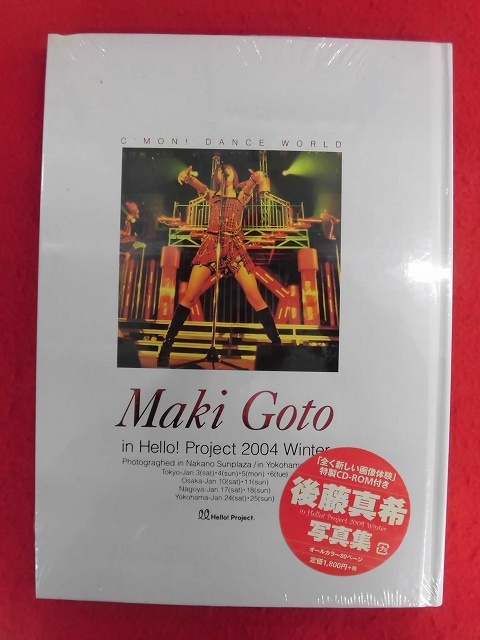 C'MON! DANCE WORLD
Maki Goto
in Hello! Project 2004 Winter
Photographed in Nakano Sunplaza / in Yokohama
Tokyo-Jan 3(sat)・4(sun)・5(mon)・6(tue)
Osaka-Jan 10(sat)・11(sun)
Nagoya-Jan 17(sat)・18(sun)
Yokohama-Jan 24(sat)・25(sun)
Hello! Project.
「全く新しい画像体験」
特製CD-ROM付き
後藤真希
in Hello! Project 2004 Winter
写真集
オールカラー80ページ
定価1,800円+税